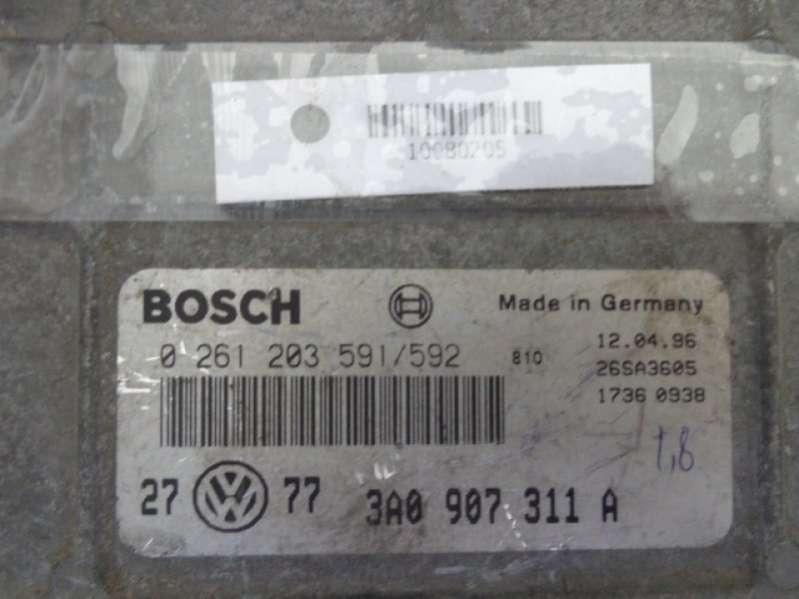 10080205
BOSCH
Made in Germany
0 261 203 591/592
810
12.04.96
26SA3605
1736 0938
27 VW 77
3A0 907 311 A
1,8